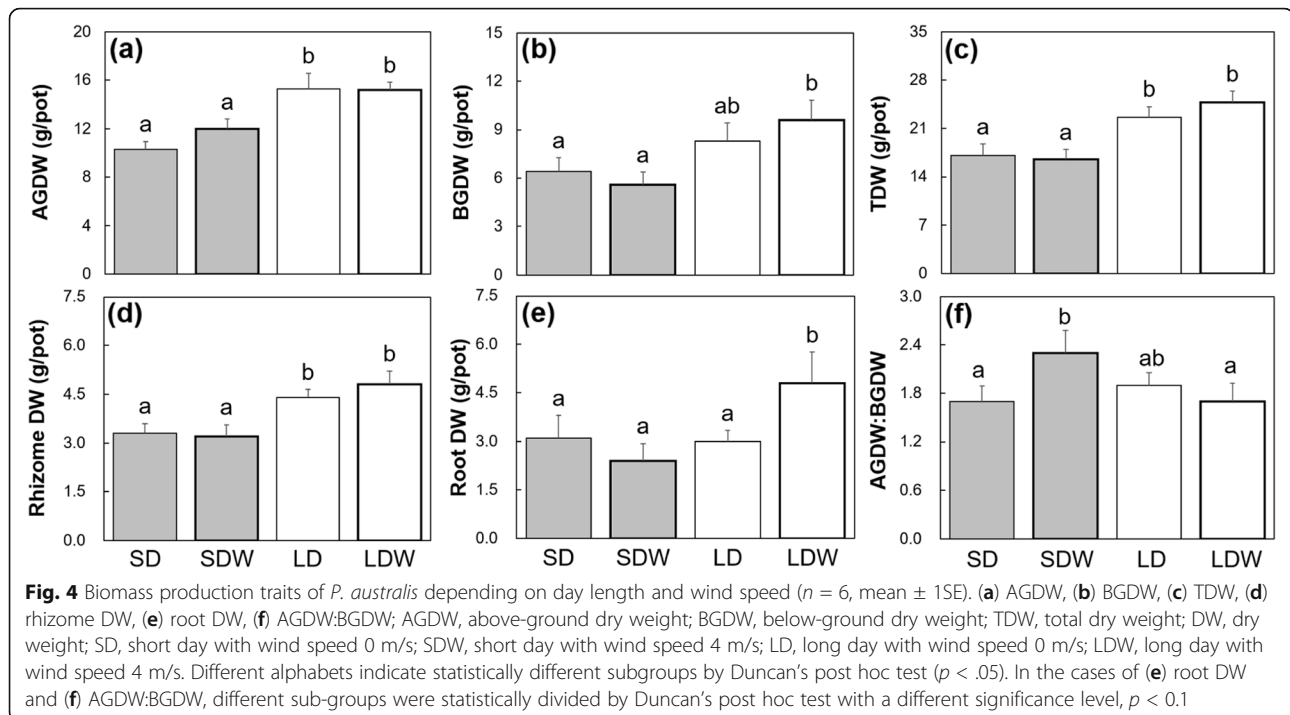 (a)
AGDW (g/pot)
20
16
12
8
4
0
a
a
b
b
(b)
BGDW (g/pot)
15
12
9
6
3
0
a
a
ab
b
(c)
TDW (g/pot)
35
28
21
14
7
0
a
a
b
b
(d)
Rhizome DW (g/pot)
7.5
6.0
4.5
3.0
1.5
0.0
a
a
b
b
SD SDW LD LDW
(e)
Root DW (g/pot)
7.5
6.0
4.5
3.0
1.5
0.0
a
a
a
b
SD SDW LD LDW
(f)
AGDW:BGDW
3.0
2.4
1.8
1.2
0.6
0.0
a
b
ab
a
SD SDW LD LDW
Fig. 4 Biomass production traits of P. australis depending on day length and wind speed (n = 6, mean ± 1SE). (a) AGDW, (b) BGDW, (c) TDW, (d)
rhizome DW, (e) root DW, (f) AGDW:BGDW; AGDW, above-ground dry weight; BGDW, below-ground dry weight; TDW, total dry weight; DW, dry
weight; SD, short day with wind speed 0 m/s; SDW, short day with wind speed 4 m/s; LD, long day with wind speed 0 m/s; LDW, long day with
wind speed 4 m/s. Different alphabets indicate statistically different subgroups by Duncan's post hoc test (p < .05). In the cases of (e) root DW
and (f) AGDW:BGDW, different sub-groups were statistically divided by Duncan's post hoc test with a different significance level, p < 0.1